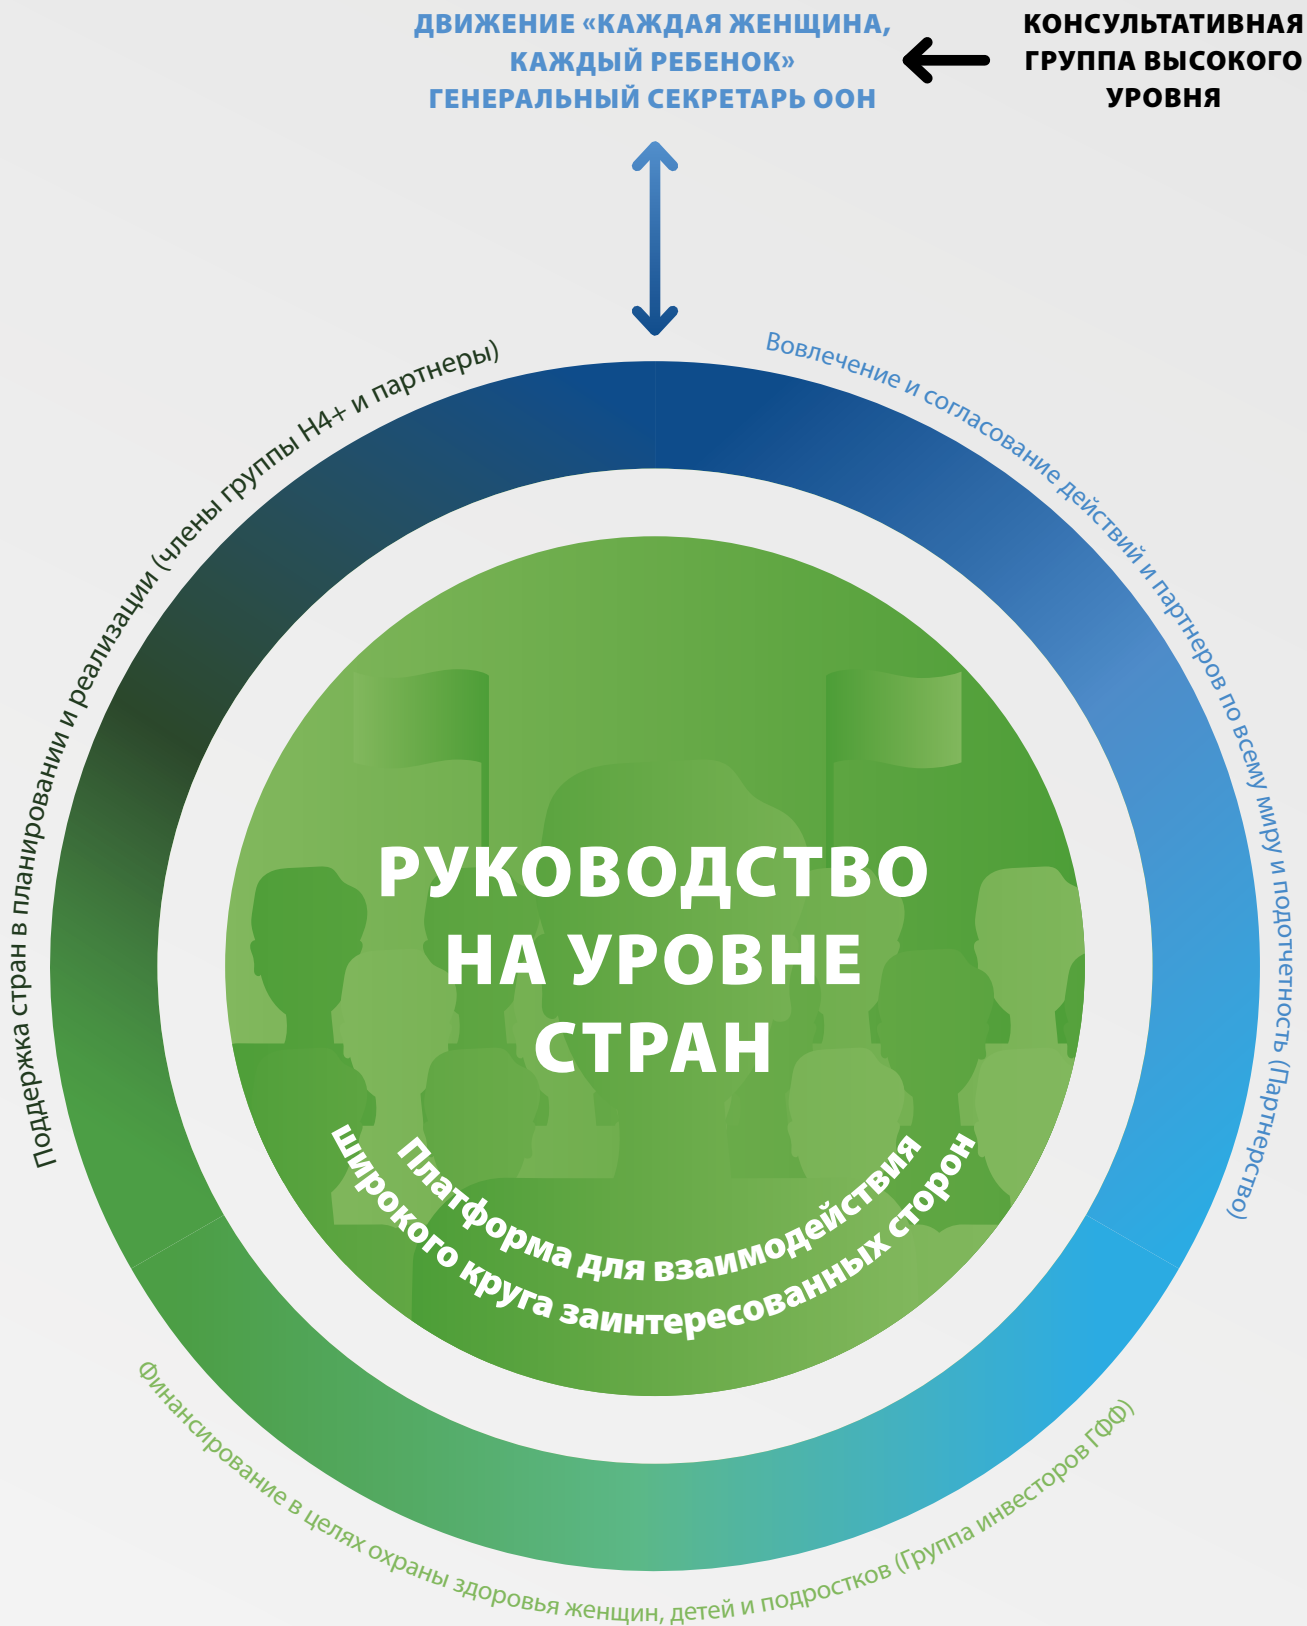 ДВИЖЕНИЕ «КАЖДАЯ ЖЕНЩИНА,
КАЖДЫЙ РЕБЕНОК»
ГЕНЕРАЛЬНЫЙ СЕКРЕТАРЬ ООН
КОНСУЛЬТАТИВНАЯ
ГРУППА ВЫСОКОГО
УРОВНЯ
Поддержка стран в планировании и реализации (члены группы H4+ и партнеры)
Вовлечение и согласование действий и партнеров по всему миру и подотчетность (Партнерство)
РУКОВОДСТВО
НА УРОВНЕ
СТРАН
Платформа для взаимодействия
широкого круга заинтересованных сторон
Финансирование в целях охраны здоровья женщин, детей и подростков (Группа инвесторов ГФФ)